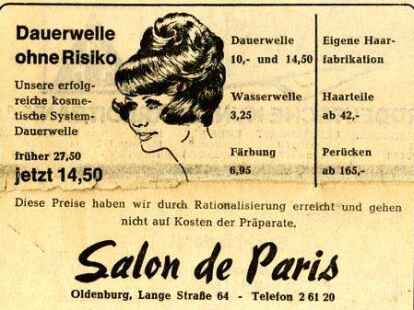 Dauerwelle
ohne Risiko
Unsere erfolg-
reiche kosme-
tische System-
Dauerwelle
früher 27,50
jetzt 14,50
Dauerwelle
10,- und 14,50
Wasserwelle
3,25
Färbung
6,95
Eigene Haar-
fabrikation
Haarteile
ab 42,-
Perücken
ab 165,-
Diese Preise haben wir durch Rationalisierung erreicht und gehen
nicht auf Kosten der Präparate.
Salon de Paris
Oldenburg, Lange Straße 64 - Telefon 2 61 20